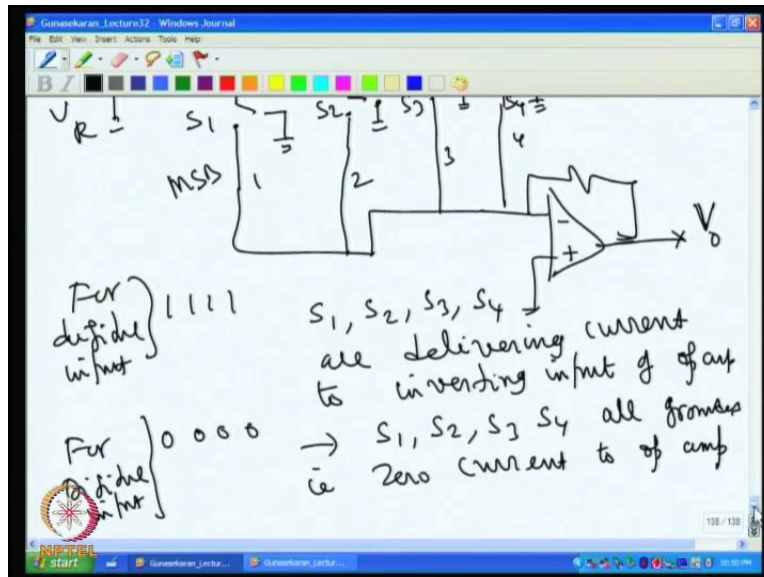 Gunasekaran_Lecture32 - Windows Journal
File Edit View Insert Actions Tools Help
B I
V R S1 S2 S3 S4
MSB 1 2 3 4
- + V0
For digital input } 1 1 1 1
S1, S2, S3, S4
are delivering current
to inverting input of op amp
For Digital input } 0 0 0 0 → S1, S2, S3 S4 all grounded
ie Zero current to op amp
138 / 138
NPTEL
start Gunasekaran_Lectur... Gunasekaran_Lectur... 10:50 PM